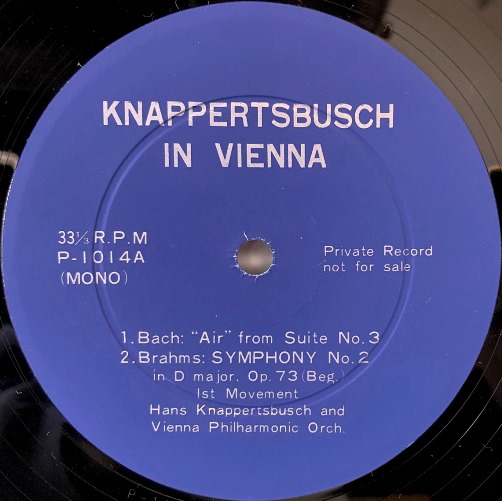 KNAPPERTSBUSCH
IN VIENNA
33⅓ R.P.M
P-1014A
(MONO)
Private Record
not for sale
1. Bach: "Air" from Suite No. 3
2. Brahms: SYMPHONY No. 2
in D major, Op. 73 (Beg.)
1st Movement
Hans Knappertsbusch and
Vienna Philharmonic Orch.